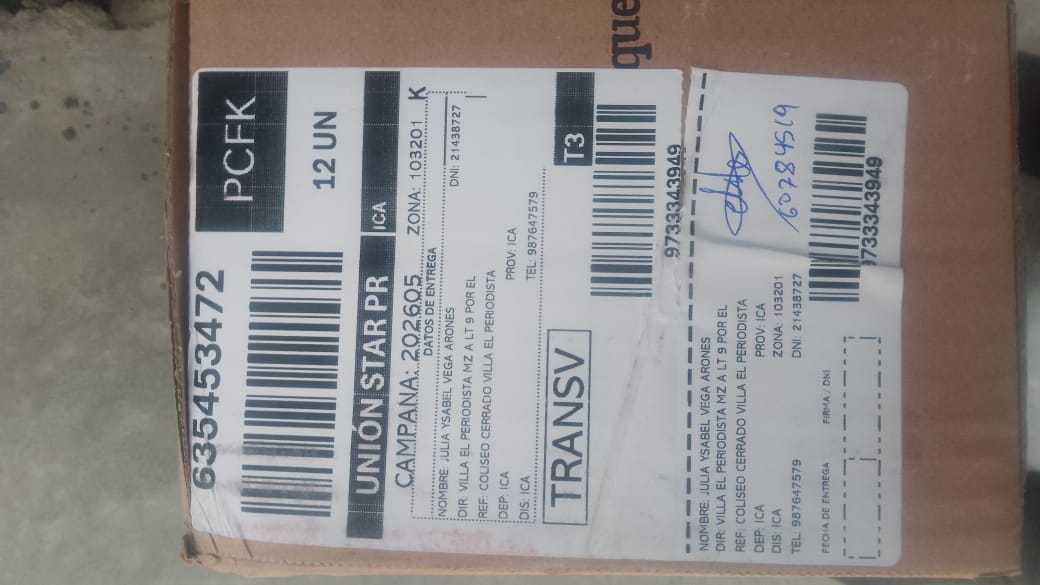 que
6354453472
PCFK
12 UN
UNIÓN STAR PR
ICA
CAMPAÑA: 202605
ZONA: 103201
K
DATOS DE ENTREGA
NOMBRE: JULIA YSABEL VEGA ARONES
DNI: 21438727
DIR: VILLA EL PERIODISTA MZ A LT 9 POR EL
REF: COLISEO CERRADO VILLA EL PERIODISTA
DEP: ICA
PROV: ICA
DIS: ICA
TEL: 987647579
TRANSV
T3
9733343949
NOMBRE: JULIA YSABEL VEGA ARONES
DIR: VILLA EL PERIODISTA MZ A LT 9 POR EL
REF: COLISEO CERRADO VILLA EL PERIODISTA
DEP: ICA
PROV: ICA
DIS: ICA
ZONA: 103201
TEL: 987647579
DNI: 21438727
60784519
9733343949
FECHA DE ENTREGA
FIRMA / DNI